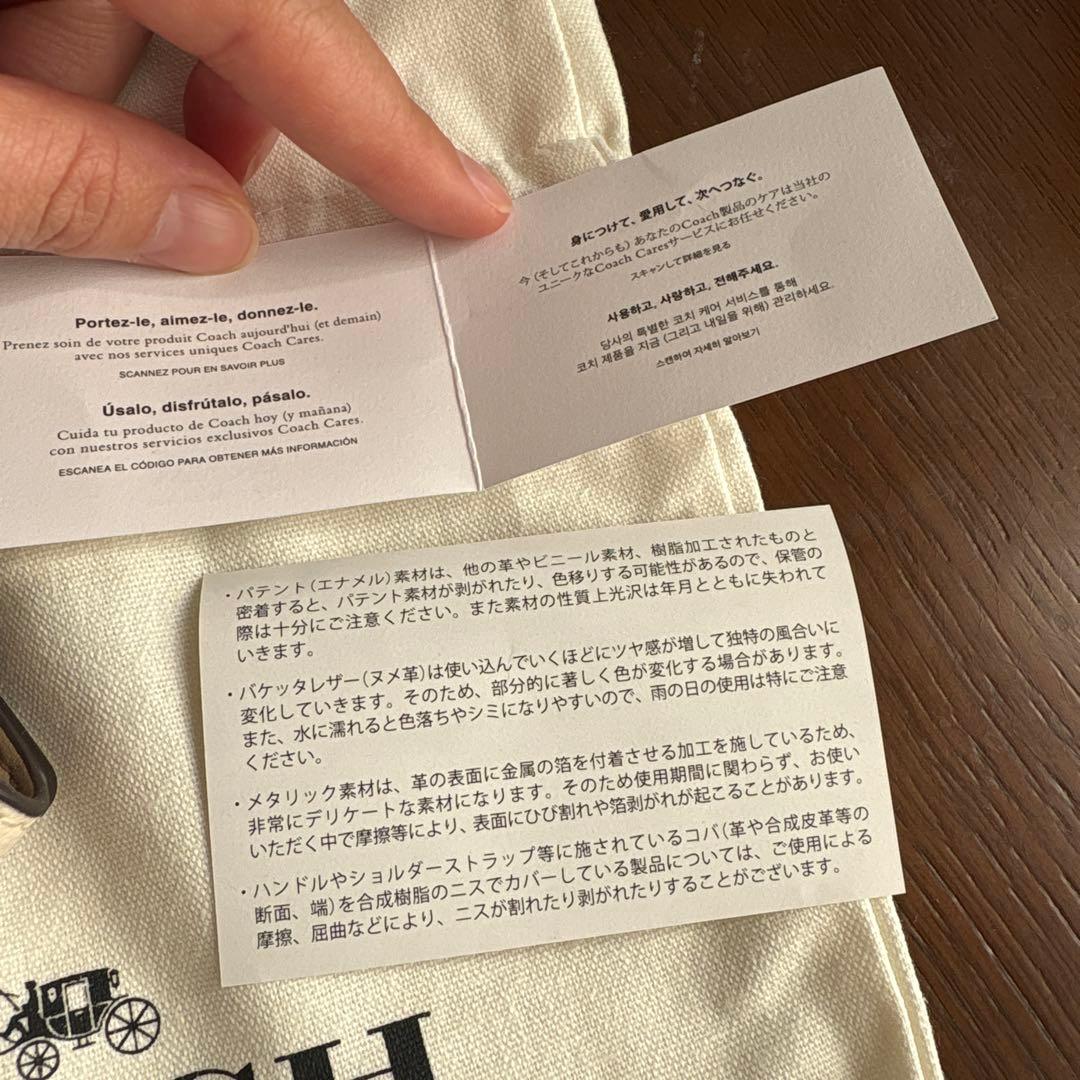 Portez-le, aimez-le, donnez-le.
Prenez soin de votre produit Coach aujourd'hui (et demain)
avec nos services uniques Coach Cares.
SCANNEZ POUR EN SAVOIR PLUS
Úsalo, disfrútalo, pásalo.
Cuida tu producto de Coach hoy (y mañana)
con nuestros servicios exclusivos Coach Cares.
ESCANEA EL CÓDIGO PARA OBTENER MÁS INFORMACIÓN
身につけて、愛用して、次へつなぐ。
今 (そしてこれからも) あなたのCoach製品のケアは当社の
ユニークなCoach Caresサービスにお任せください。
スキャンして詳細を見る
사용하고, 사랑하고, 전해주세요.
당사의 특별한 코치 케어 서비스를 통해
코치 제품을 지금 (그리고 내일을 위해) 관리하세요.
스캔하여 자세히 알아보기
・パテント(エナメル)素材は、他の革やビニール素材、樹脂加工されたものと
密着すると、パテント素材が剥がれたり、色移りする可能性があるので、保管の
際は十分にご注意ください。また素材の性質上光沢は年月とともに失われて
いきます。
・バケッタレザー(ヌメ革)は使い込んでいくほどにツヤ感が増して独特の風合いに
変化していきます。そのため、部分的に著しく色が変化する場合があります。
また、水に濡れると色落ちやシミになりやすいので、雨の日の使用は特にご注意
ください。
・メタリック素材は、革の表面に金属の箔を付着させる加工を施しているため、
非常にデリケートな素材になります。そのため使用期間に関わらず、お使い
いただく中で摩擦等により、表面にひび割れや箔剥がれが起こることがあります。
・ハンドルやショルダーストラップ等に施されているコバ(革や合成皮革等の
断面、端)を合成樹脂のニスでカバーしている製品については、ご使用による
摩擦、屈曲などにより、ニスが割れたり剥がれたりすることがございます。
CH